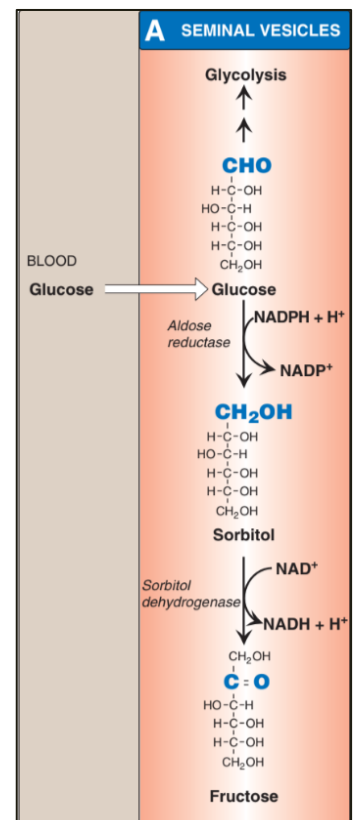 A SEMINAL VESICLES
Glycolysis
CHO
H-C-OH
HO-C-H
H-C-OH
H-C-OH
CH₂OH
BLOOD
Glucose
Glucose
Aldose
reductase
NADPH + H⁺
NADP⁺
CH₂OH
H-C-OH
HO-C-H
H-C-OH
H-C-OH
CH₂OH
Sorbitol
Sorbitol
dehydrogenase
NAD⁺
NADH + H⁺
CH₂OH
C=O
HO-C-H
H-C-OH
H-C-OH
CH₂OH
Fructose